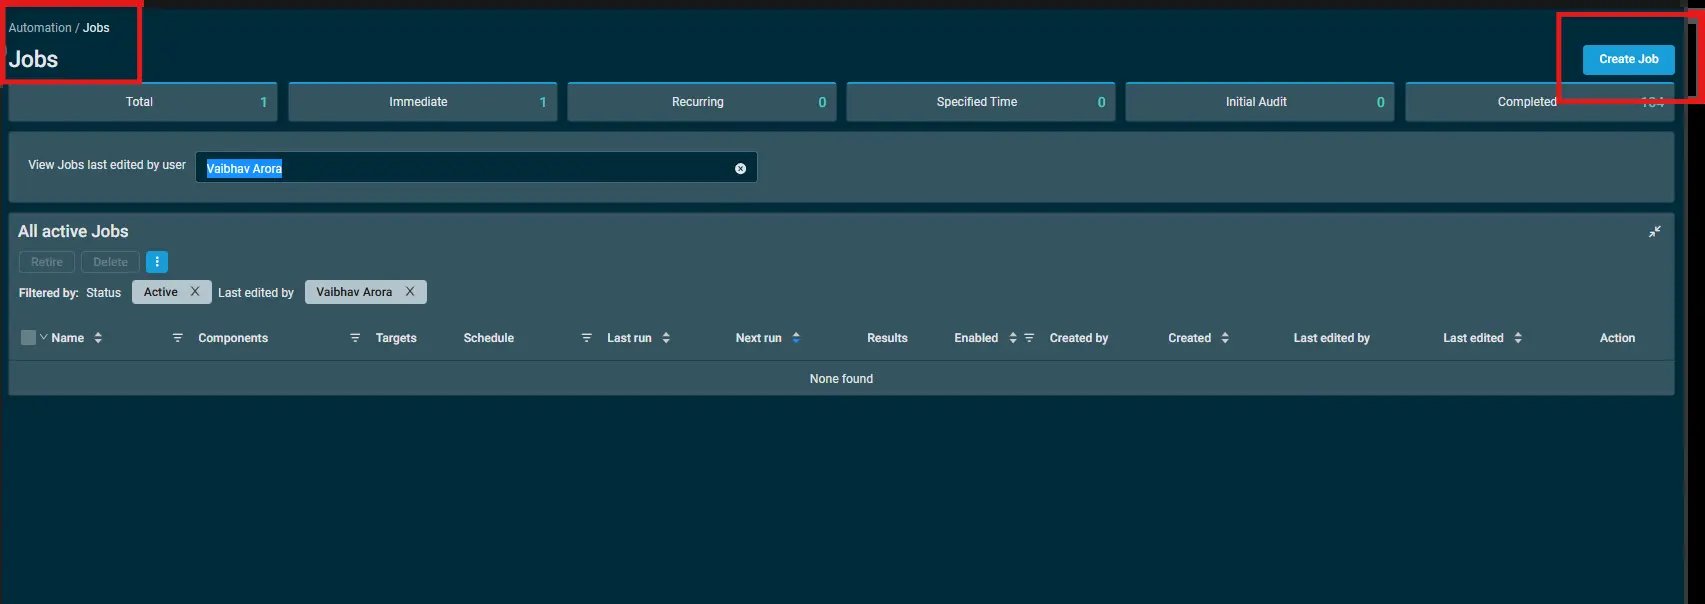 Automation / Jobs
Jobs
Create Job
Total 1
Immediate 1
Recurring 0
Specified Time 0
Initial Audit 0
Completed
View Jobs last edited by user Vaibhav Arora
All active Jobs
Retire Delete
Filtered by: Status Active X Last edited by Vaibhav Arora X
Name Components Targets Schedule Last run Next run Results Enabled Created by Created Last edited by Last edited Action
None found